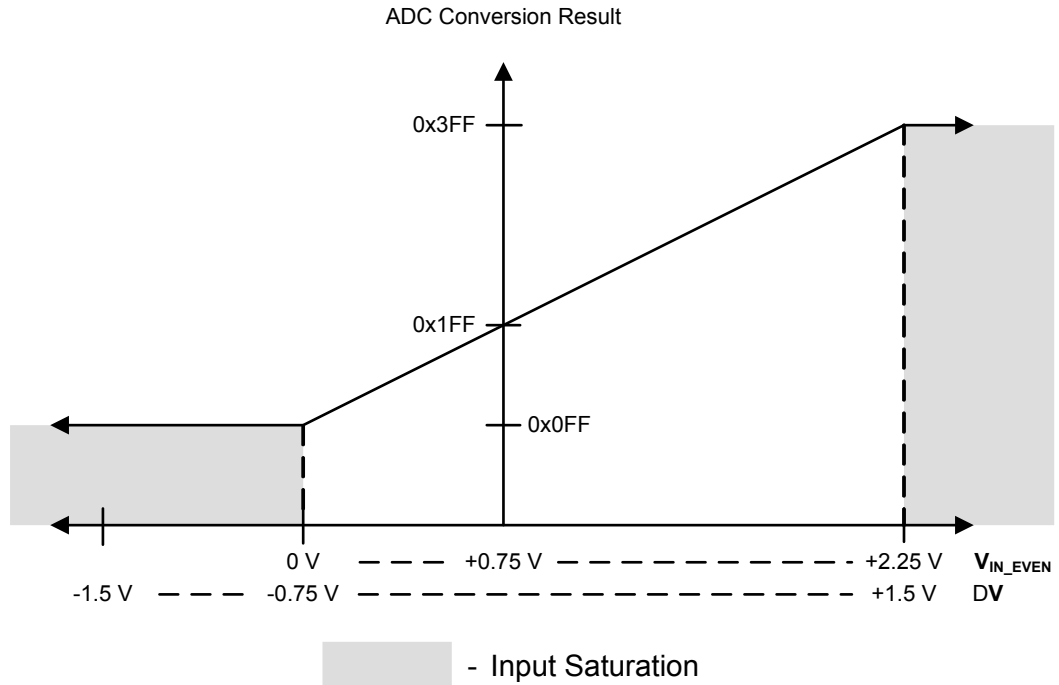 ADC Conversion Result
0x3FF
0x1FF
0x0FF
0 V +0.75 V +2.25 V VIN_EVEN
-1.5 V -0.75 V +1.5 V DV
- Input Saturation